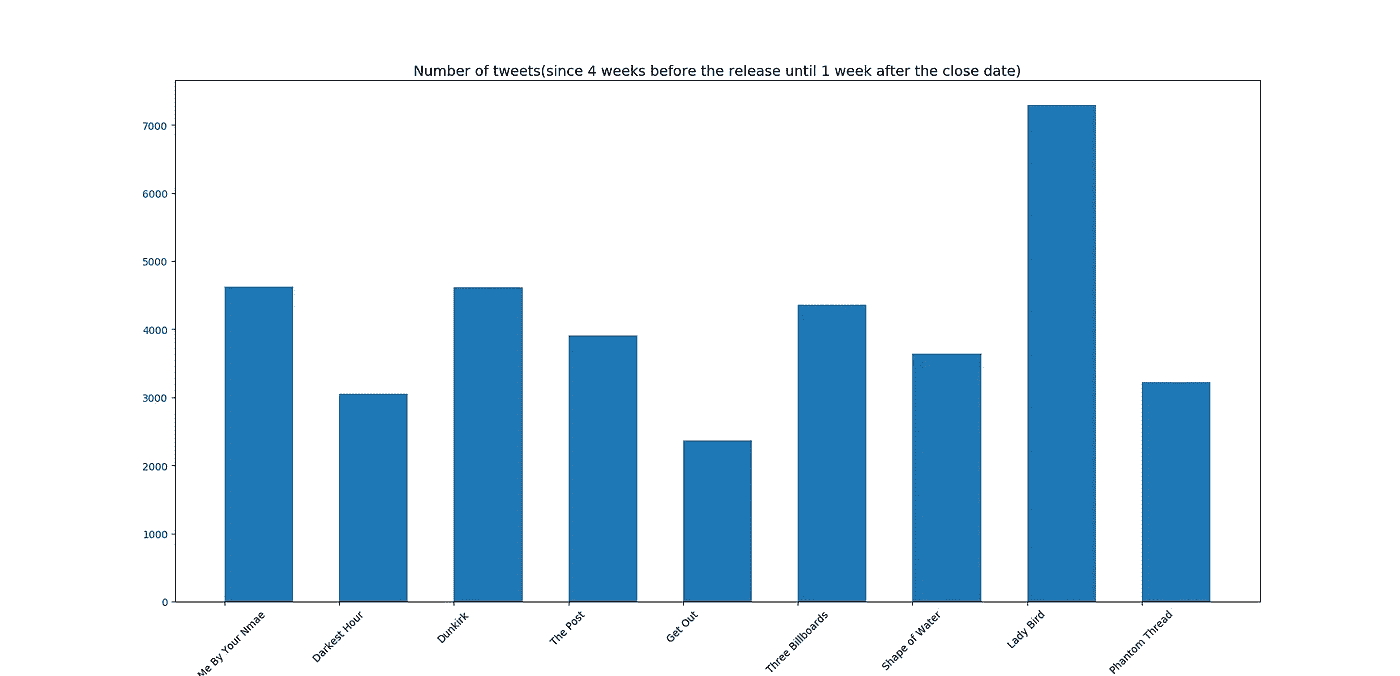 Number of tweets(since 4 weeks before the release until 1 week after the close date)
7000
6000
5000
4000
3000
2000
1000
0
Me By Your Nmae
Darkest Hour
Dunkirk
The Post
Get Out
Three Billboards
Shape of Water
Lady Bird
Phantom Thread